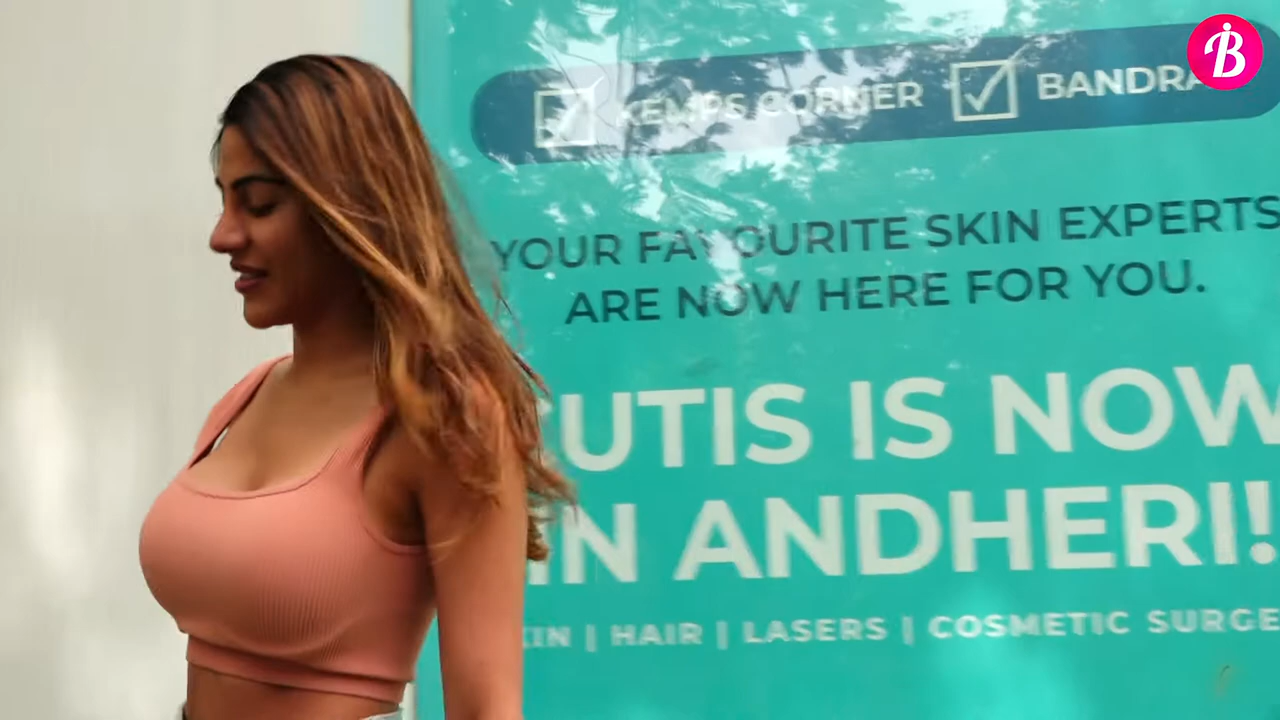 KEMPS CORNER BANDRA
YOUR FAVOURITE SKIN EXPERTS
ARE NOW HERE FOR YOU.
CUTIS IS NOW
IN ANDHERI!
KIN | HAIR | LASERS | COSMETIC SURGE
B